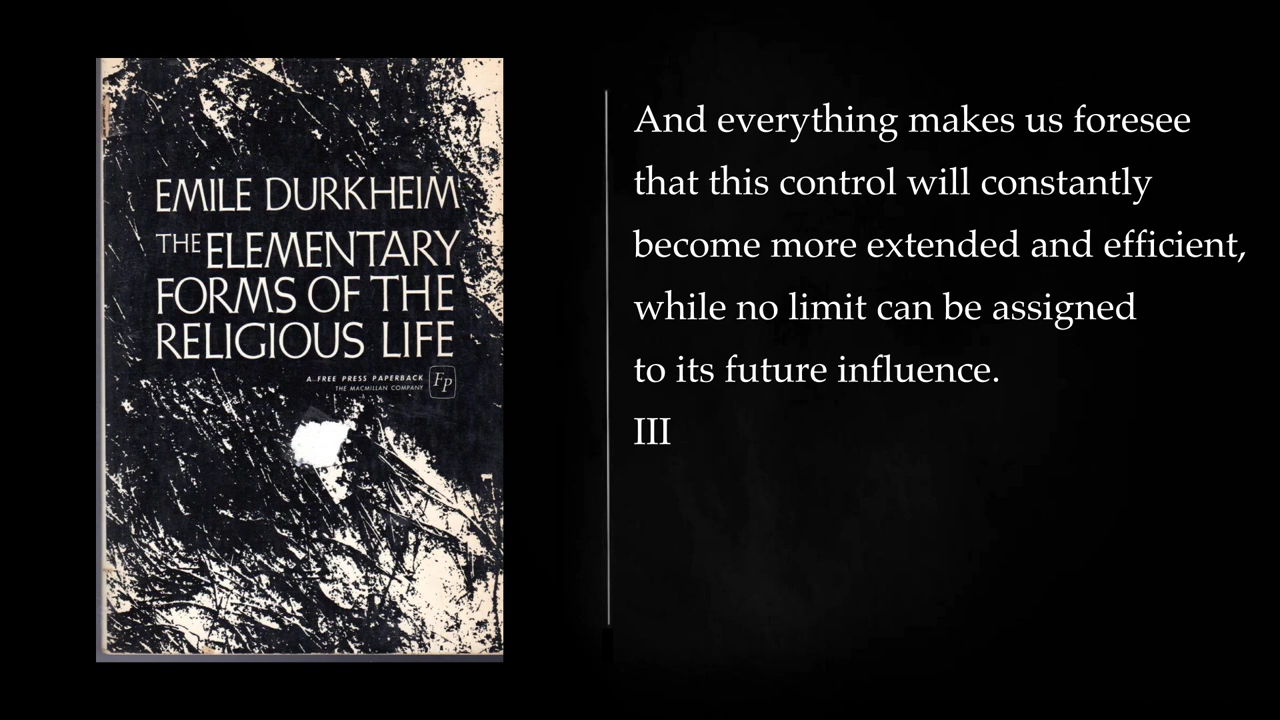 EMILE DURKHEIM
THE ELEMENTARY
FORMS OF THE
RELIGIOUS LIFE
A FREE PRESS PAPERBACK
THE MACMILLAN COMPANY
FP
And everything makes us foresee
that this control will constantly
become more extended and efficient,
while no limit can be assigned
to its future influence.
III